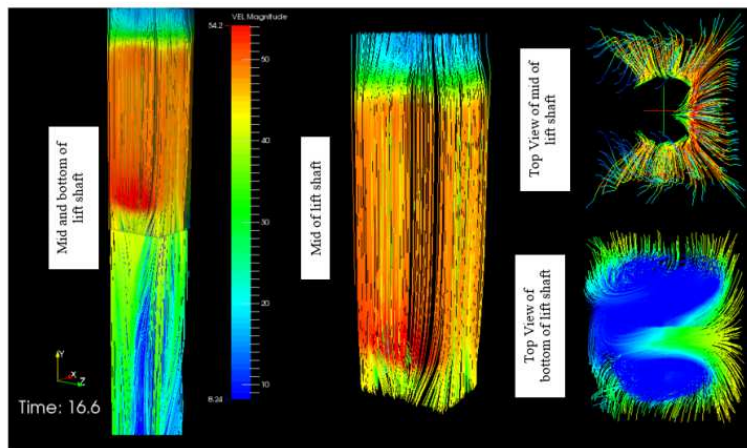 54.2
VEL Magnitude
50
40
30
20
10
8.24
Mid and bottom of
lift shaft
Mid of lift shaft
Top View of mid of
lift shaft
Top View of
bottom of lift shaft
Y
X
Z
Time: 16.6